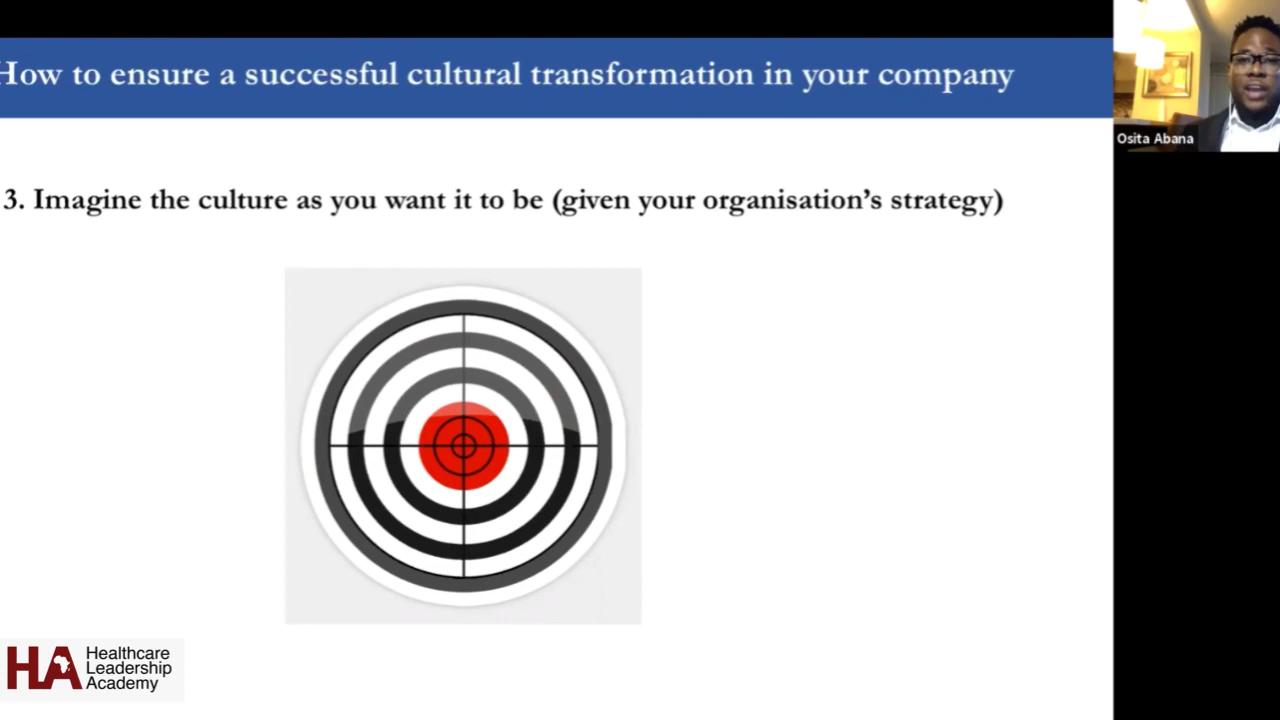 How to ensure a successful cultural transformation in your company
Osita Abana
3. Imagine the culture as you want it to be (given your organisation's strategy)
HA Healthcare
Leadership
Academy